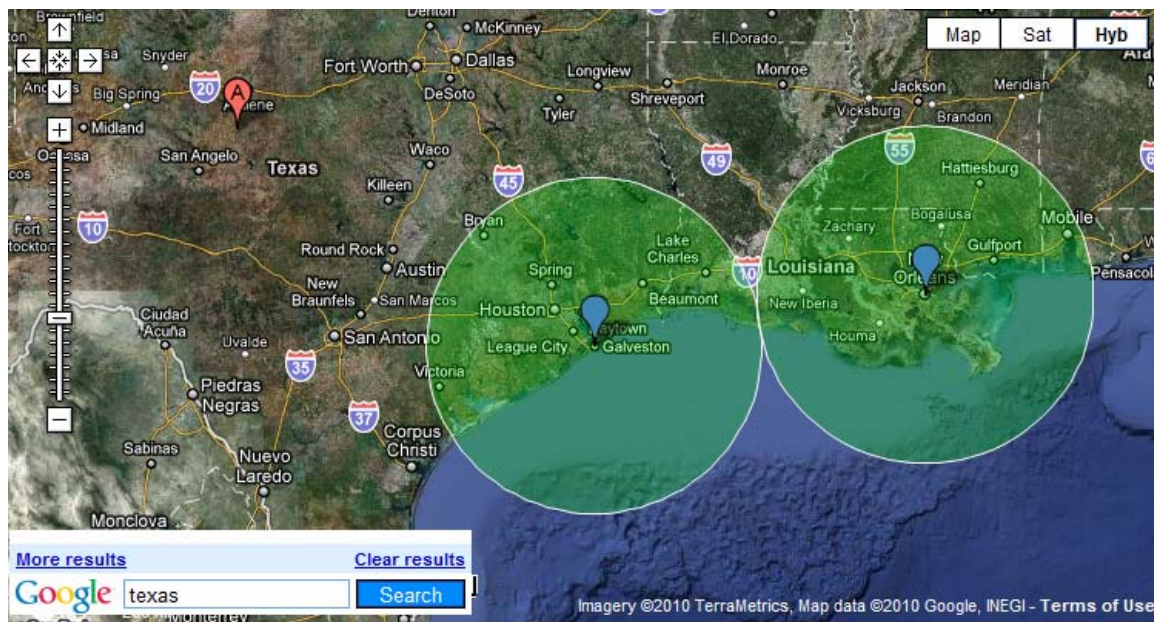 Brownfield
Denton
McKinney
El Dorado
Map
Sat
Hyb
Snyder
Fort Worth
Dallas
Longview
Monroe
Jackson
Meridian
20
A
Big Spring
DeSoto
Shreveport
Vicksburg
Brandon
Tyler
Midland
Odessa
San Angelo
Texas
Waco
49
55
Hattiesburg
Killeen
45
Fort
Stockton
10
Bryan
Zachary
Bogalusa
Mobile
Round Rock
Austin
Lake
Charles
Gulfport
Spring
10
Louisiana
Orleans
Pensacola
New
Braunfels
San Marcos
Houston
Beaumont
New Iberia
Ciudad
Acuña
Uvalde
San Antonio
League City
Baytown
Galveston
Houma
35
Victoria
Piedras
Negras
37
Corpus
Christi
Sabinas
Nuevo
Laredo
Monclova
More results
Clear results
Google
texas
Search
Monterrey
Imagery ©2010 TerraMetrics, Map data ©2010 Google, INEGI - Terms of Use